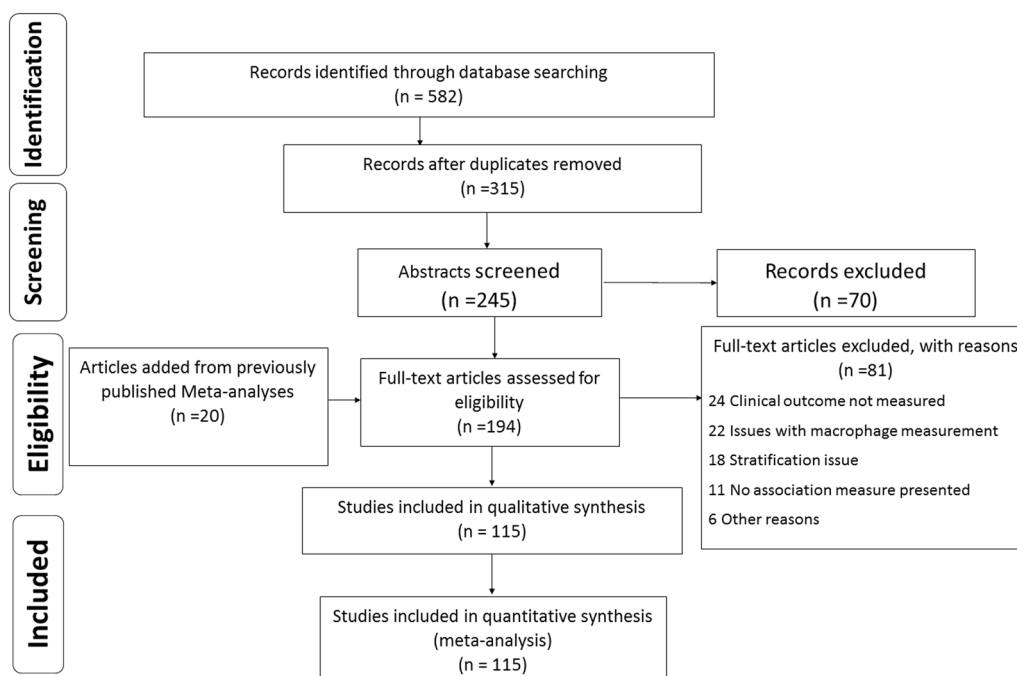 Identification
Records identified through database searching
(n = 582)
Records after duplicates removed
(n =315)
Screening
Abstracts screened
(n =245)
Records excluded
(n =70)
Eligibility
Articles added from previously
published Meta-analyses
(n =20)
Full-text articles assessed for
eligibility
(n =194)
Full-text articles excluded, with reasons
(n =81)
24 Clinical outcome not measured
22 Issues with macrophage measurement
18 Stratification issue
11 No association measure presented
6 Other reasons
Included
Studies included in qualitative synthesis
(n = 115)
Studies included in quantitative synthesis
(meta-analysis)
(n = 115)